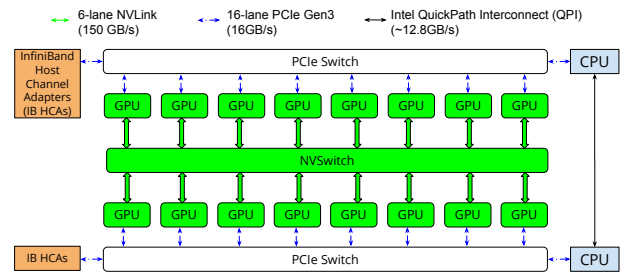 6-lane NVLink
(150 GB/s)
16-lane PCIe Gen3
(16GB/s)
Intel QuickPath Interconnect (QPI)
(~12.8GB/s)
InfiniBand
Host
Channel
Adapters
(IB HCAs)
PCIe Switch
CPU
GPU GPU GPU GPU GPU GPU GPU GPU
NVSwitch
GPU GPU GPU GPU GPU GPU GPU GPU
IB HCAs
PCIe Switch
CPU